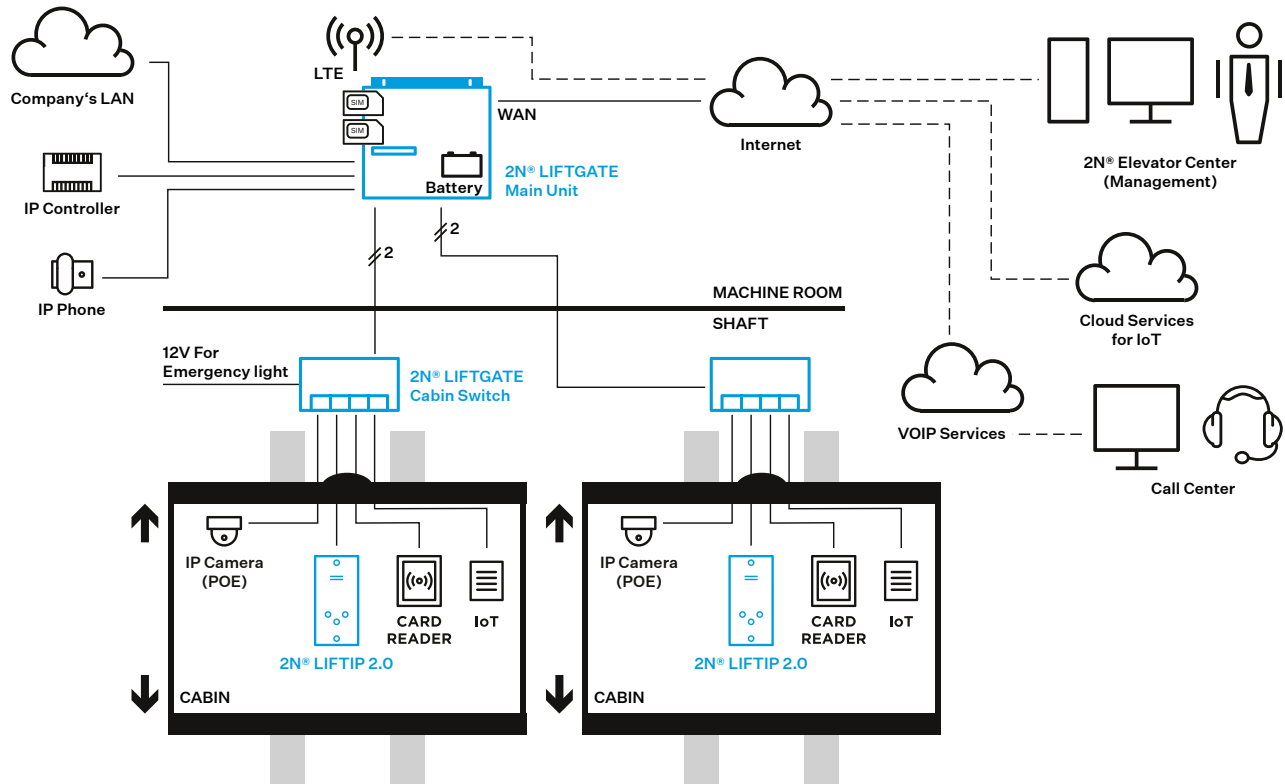 LTE
Company's LAN
SIM
SIM
WAN
Internet
2N® Elevator Center
(Management)
Battery
2N® LIFTGATE
Main Unit
IP Controller
2
2
IP Phone
MACHINE ROOM
SHAFT
Cloud Services
for IoT
12V For
Emergency light
2N® LIFTGATE
Cabin Switch
VOIP Services
Call Center
IP Camera
(POE)
CARD
READER
IoT
2N® LIFTIP 2.0
CABIN
IP Camera
(POE)
CARD
READER
IoT
2N® LIFTIP 2.0
CABIN